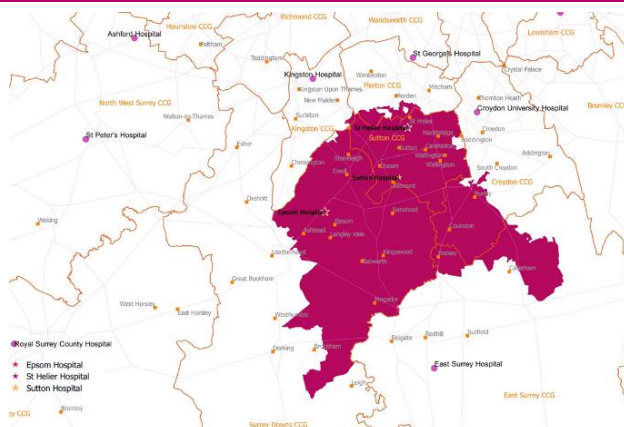 Richmond CCG
Wandsworth CCG
Hounslow CCG
Lewisham CCG
Ashford Hospital
Feltham
St George's Hospital
Teddington
Wimbledon
Crystal Palace
Kingston Hospital
Merton CCG
Kingston Upon Thames
Mitcham
North West Surrey CCG
New Malden
Morden
Thornton Heath
Bromley CC
Croydon University Hospital
Walton-on-Thames
Surbiton
St Helier
Kingston CCG
St Helier Hospital
St Peter's Hospital
Sutton CCG
Hackbridge
Croydon
Waddington
Esher
Sutton
Carshalton
Stoneleigh
Wallington
Addington
Chessington
Cheam
Wallington
South Croydon
Ewell
Sutton Hospital
Belmont
Croydon CCG
Oxshott
Purley
Epsom Hospital
Banstead
Woking
Epsom
Ashtead
Coulsdon
Langley Vale
Leatherhead
Kingswood
Hooley
Tadworth
Caterham
Great Bookham
West Horsley
East Horsley
Mogador
Westhumble
Reigate
Redhill
Nutfield
Royal Surrey County Hospital
Dorking
Brockham
Epsom Hospital
East Surrey Hospital
St Helier Hospital
Leigh
Sutton Hospital
East Surrey CCG
ey CCG
Bramley
Surrey Downs CCG